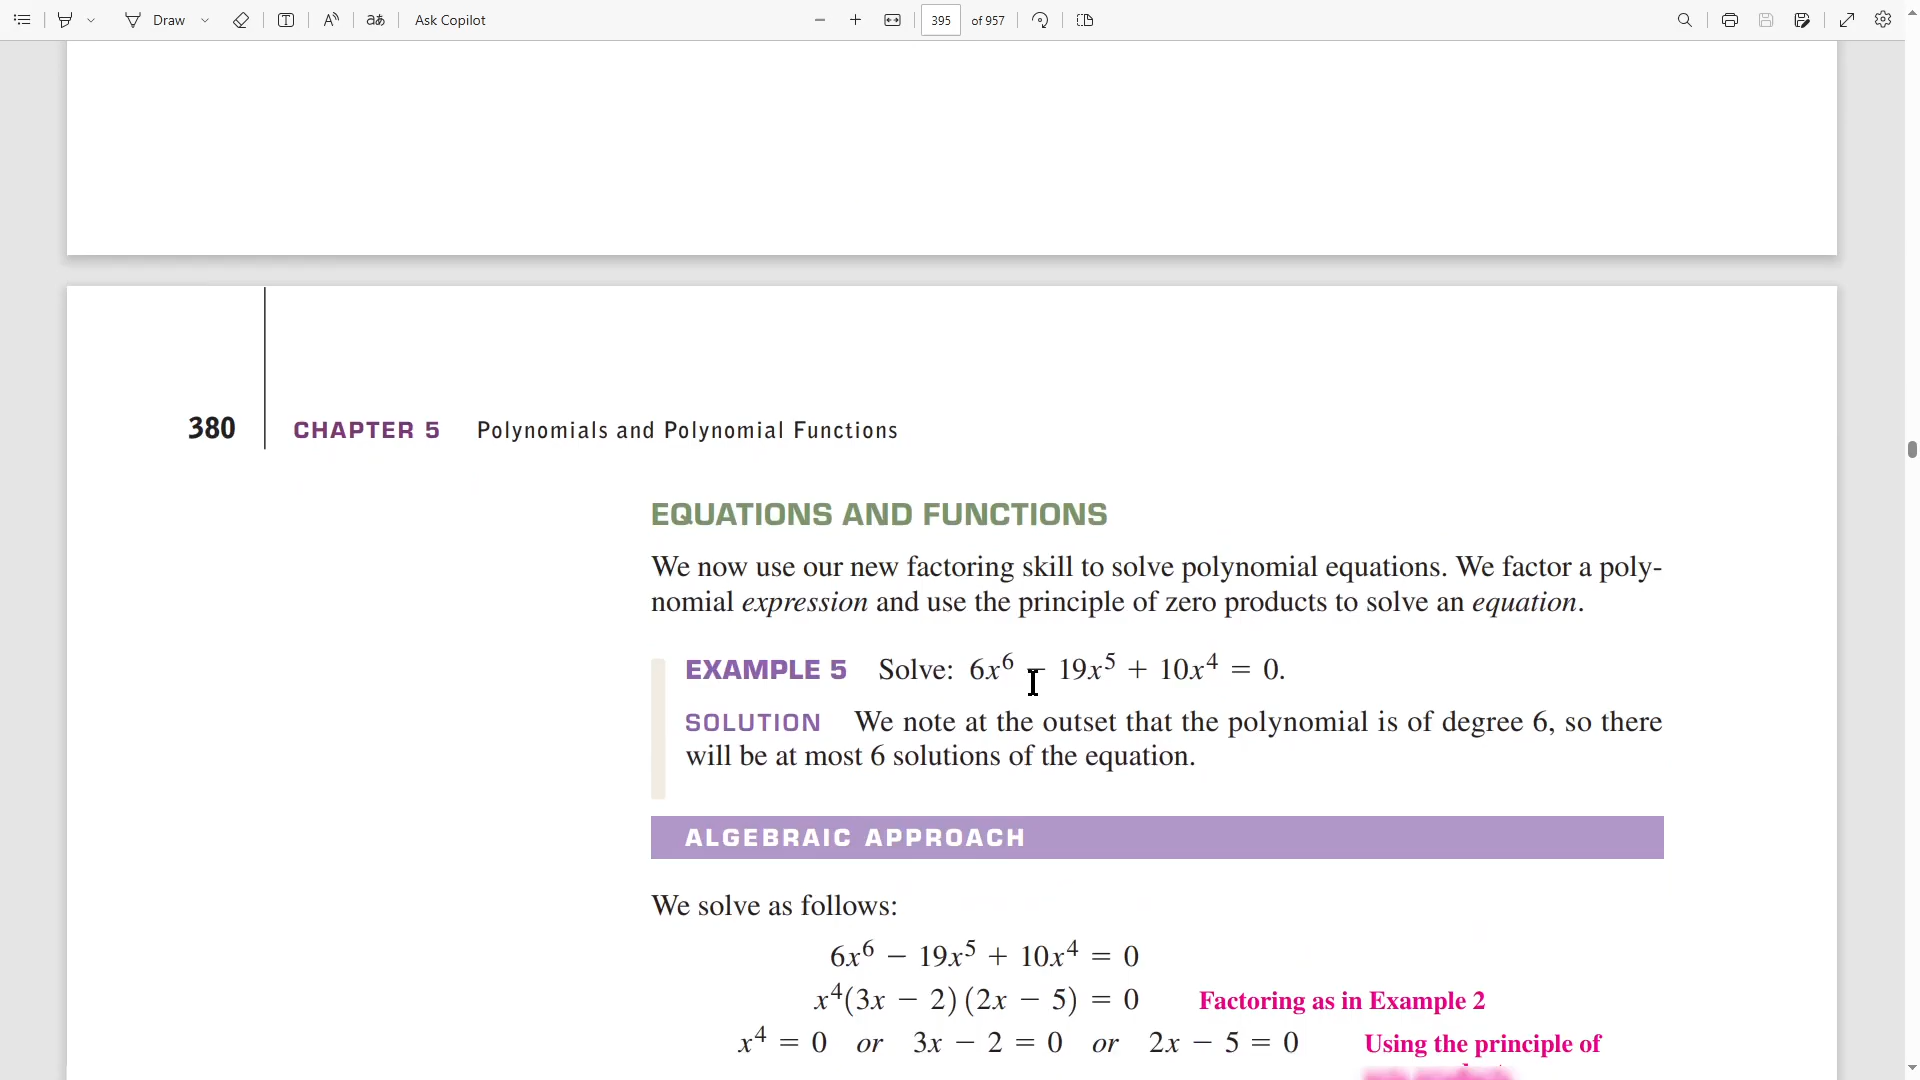 Draw
Ask Copilot
395 of 957
380 CHAPTER 5 Polynomials and Polynomial Functions
EQUATIONS AND FUNCTIONS
We now use our new factoring skill to solve polynomial equations. We factor a poly-
nomial expression and use the principle of zero products to solve an equation.
EXAMPLE 5 Solve: 6x⁶ − 19x⁵ + 10x⁴ = 0.
SOLUTION We note at the outset that the polynomial is of degree 6, so there
will be at most 6 solutions of the equation.
ALGEBRAIC APPROACH
We solve as follows:
6x⁶ − 19x⁵ + 10x⁴ = 0
x⁴(3x − 2)(2x − 5) = 0 Factoring as in Example 2
x⁴ = 0 or 3x − 2 = 0 or 2x − 5 = 0 Using the principle of